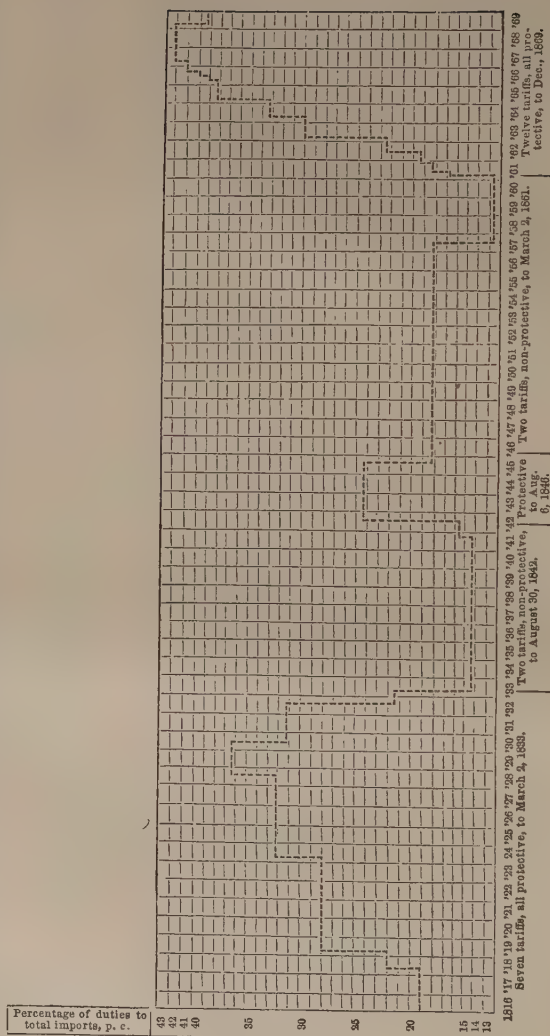 Percentage of duties to
total imports, p. c.
43
42
41
40
35
30
25
20
15
14
13
1816 '17 '18 '19 '20 '21 '22 '23 24 '25 '26 '27 '28 '29 '30 '31 '32 '33 '34 '35 '36 '37 '38 '39 '40 '41 '42 '43 '44 '45 '46 '47 '48 '49 '50 '51 '52 '53 '54 '55 '56 '57 '58 '59 '60 '61 '62 '63 '64 '65 '66 '67 '68 '69
Seven tariffs, all protective, to March 2, 1833.
Two tariffs, non-protective,
to August 30, 1842.
Protective
to Aug.
6, 1846.
Two tariffs, non-protective, to March 2, 1861.
Twelve tariffs, all pro-
tective, to Dec., 1869.